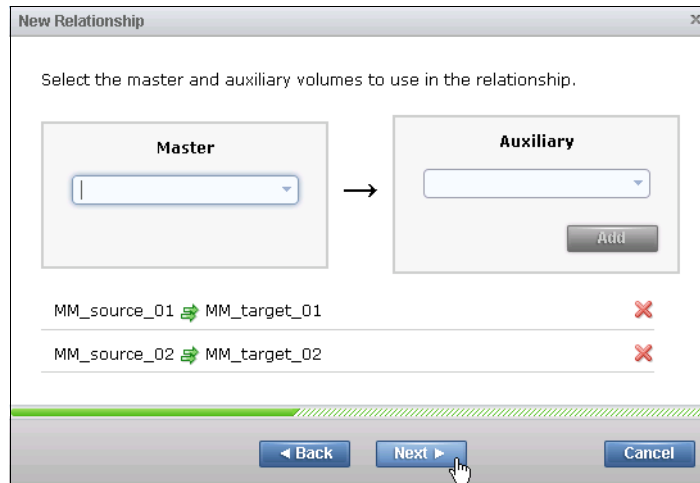 New Relationship
x
Select the master and auxiliary volumes to use in the relationship.
Master
Auxiliary
Add
MM_source_01 MM_target_01
MM_source_02 MM_target_02
Back Next Cancel